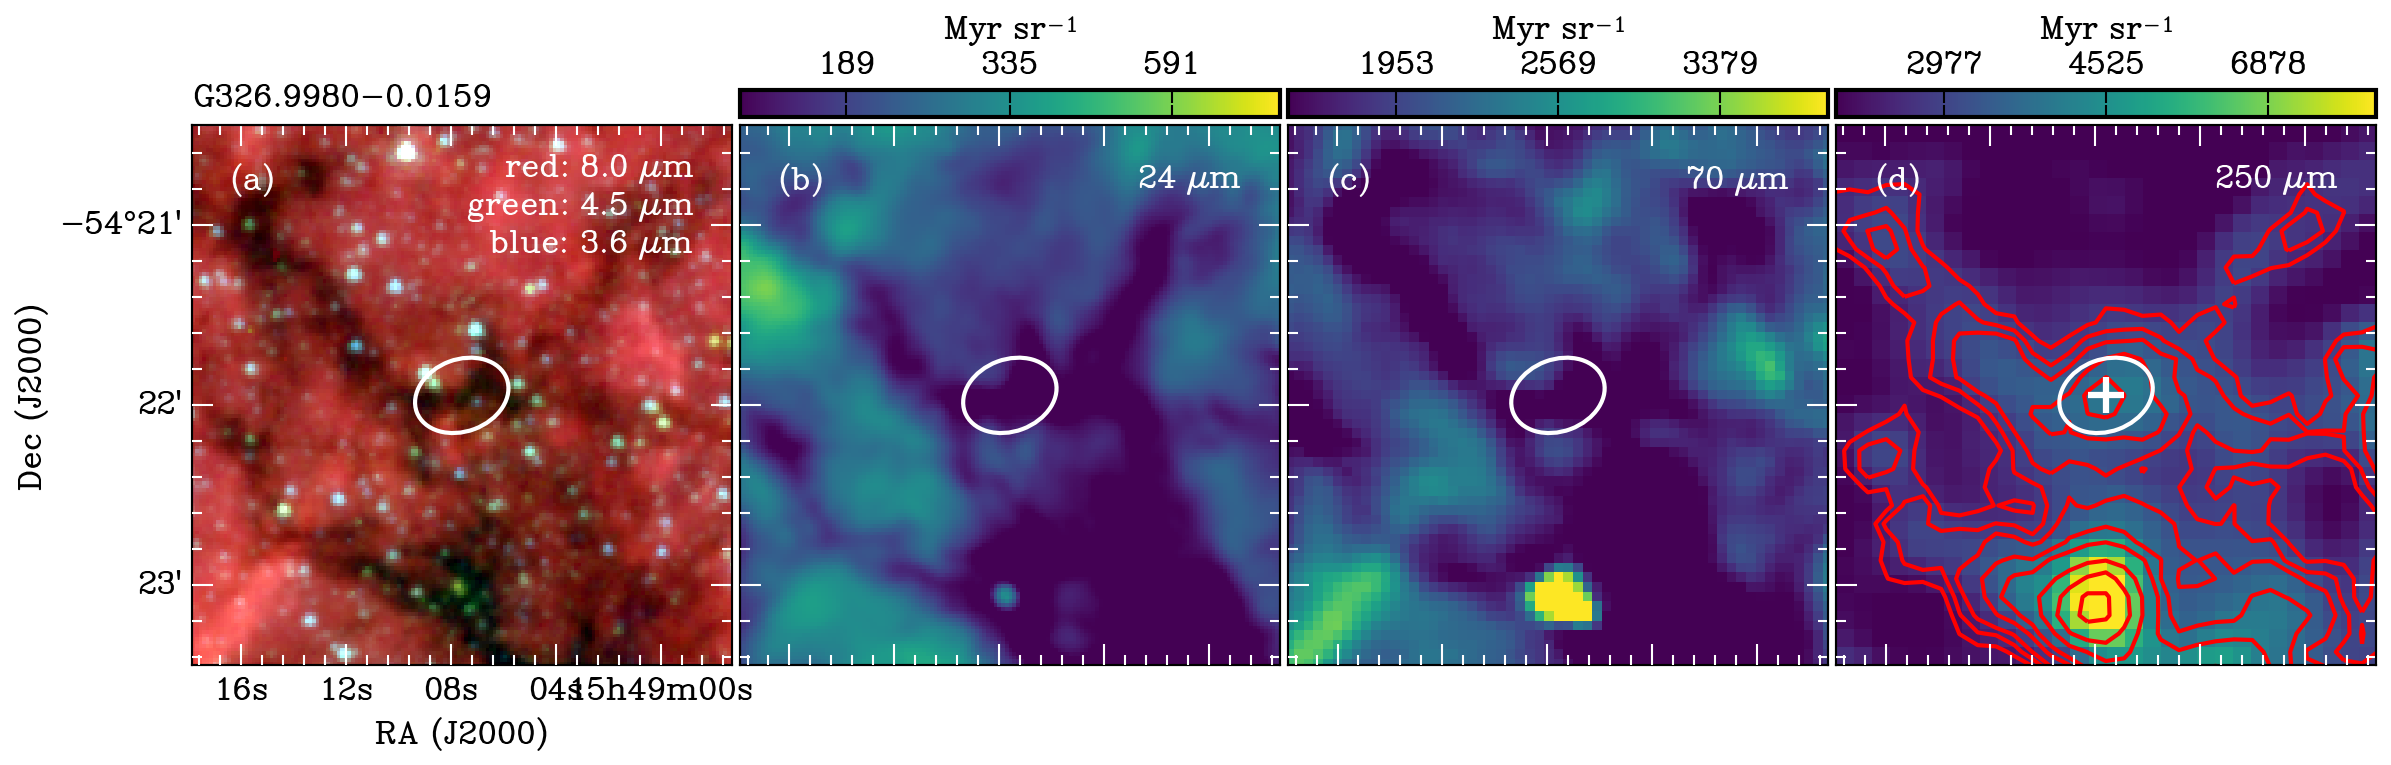 Myr sr⁻¹
189 335 591
Myr sr⁻¹
1953 2569 3379
Myr sr⁻¹
2977 4525 6878
G326.9980−0.0159
(a)
red: 8.0 μm
green: 4.5 μm
blue: 3.6 μm
(b)
24 μm
(c)
70 μm
(d)
250 μm
−54°21'
22'
23'
Dec (J2000)
16s 12s 08s 04s 15h49m00s
RA (J2000)